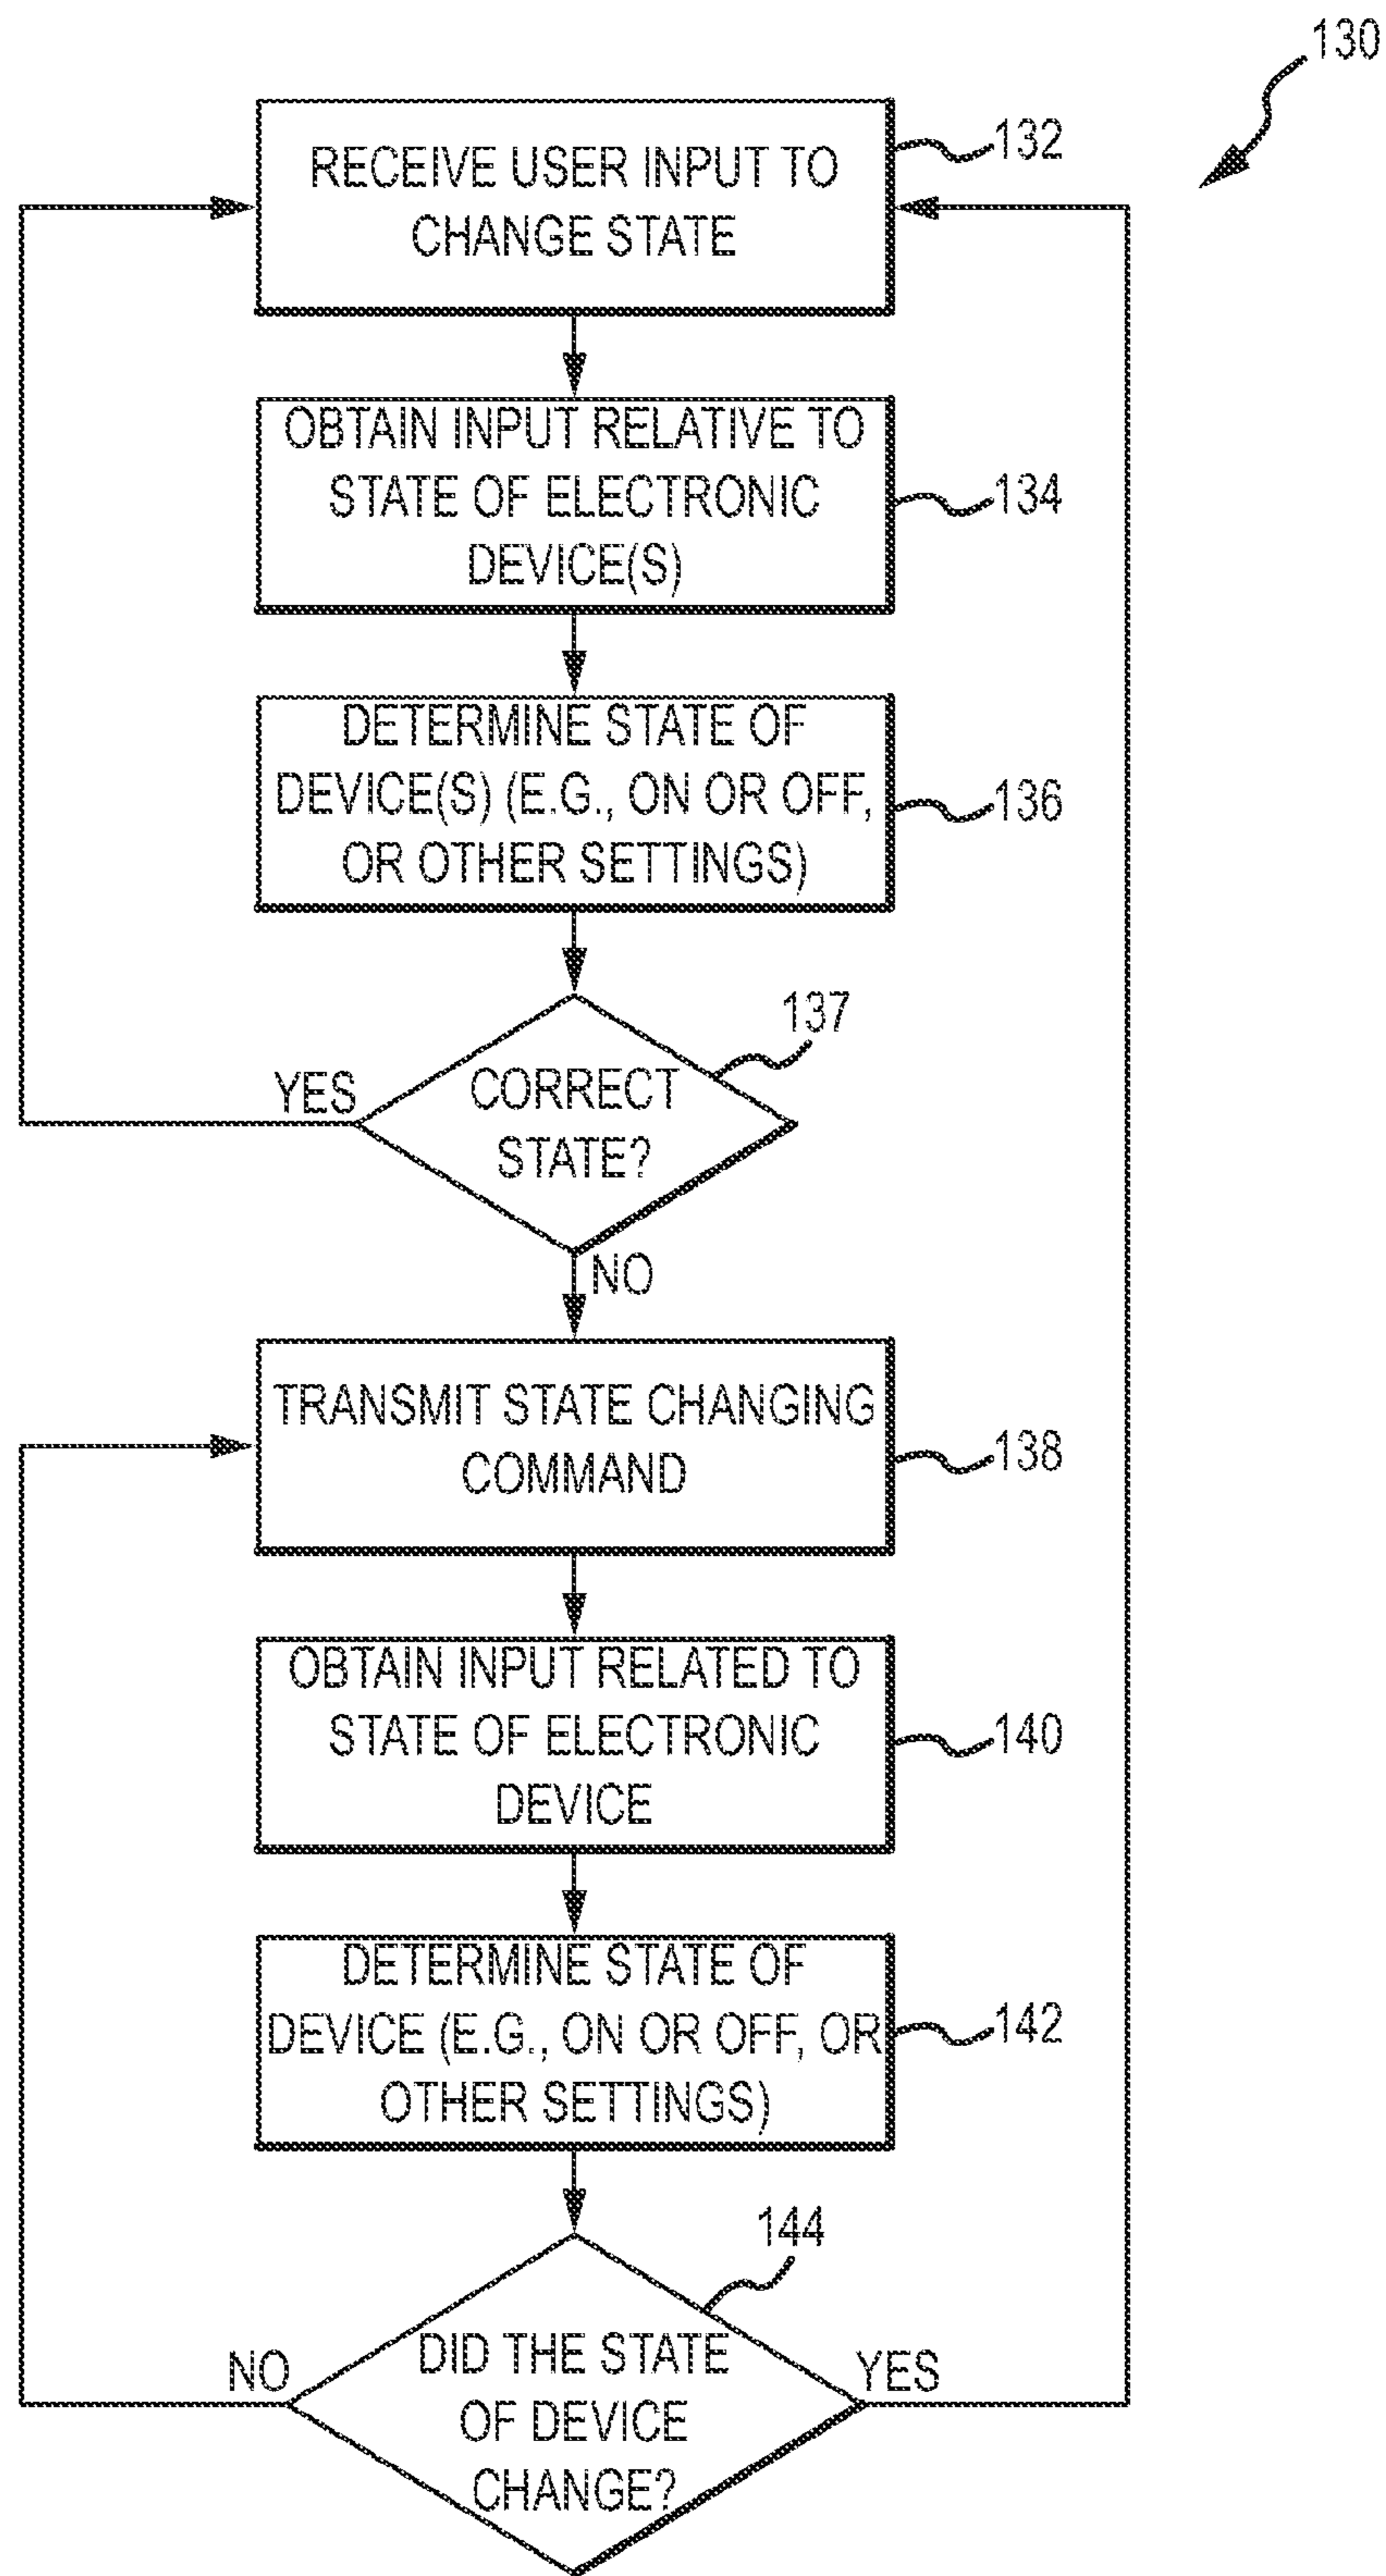 130
RECEIVE USER INPUT TO
CHANGE STATE
132
OBTAIN INPUT RELATIVE TO
STATE OF ELECTRONIC
DEVICE(S)
134
DETERMINE STATE OF
DEVICE(S) (E.G., ON OR OFF,
OR OTHER SETTINGS)
136
137
CORRECT
STATE?
YES
NO
TRANSMIT STATE CHANGING
COMMAND
138
OBTAIN INPUT RELATED TO
STATE OF ELECTRONIC
DEVICE
140
DETERMINE STATE OF
DEVICE (E.G., ON OR OFF, OR
OTHER SETTINGS)
142
144
DID THE STATE
OF DEVICE
CHANGE?
NO
YES